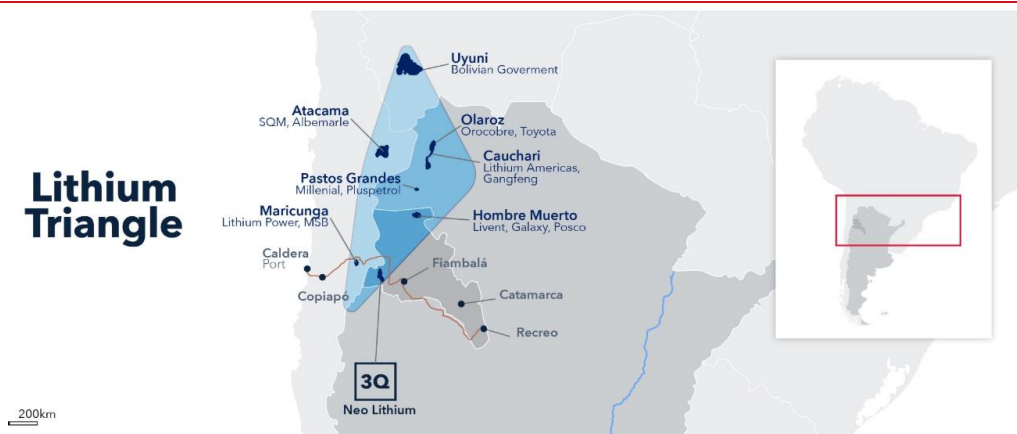 Lithium
Triangle
Uyuni
Bolivian Goverment
Atacama
SQM, Albemarle
Olaroz
Orocobre, Toyota
Cauchari
Lithium Americas,
Gangfeng
Pastos Grandes
Millenial, Pluspetrol
Maricunga
Lithium Power, MSB
Hombre Muerto
Livent, Galaxy, Posco
Caldera
Port
Copiapó
Fiambalá
Catamarca
Recreo
3Q
Neo Lithium
200km